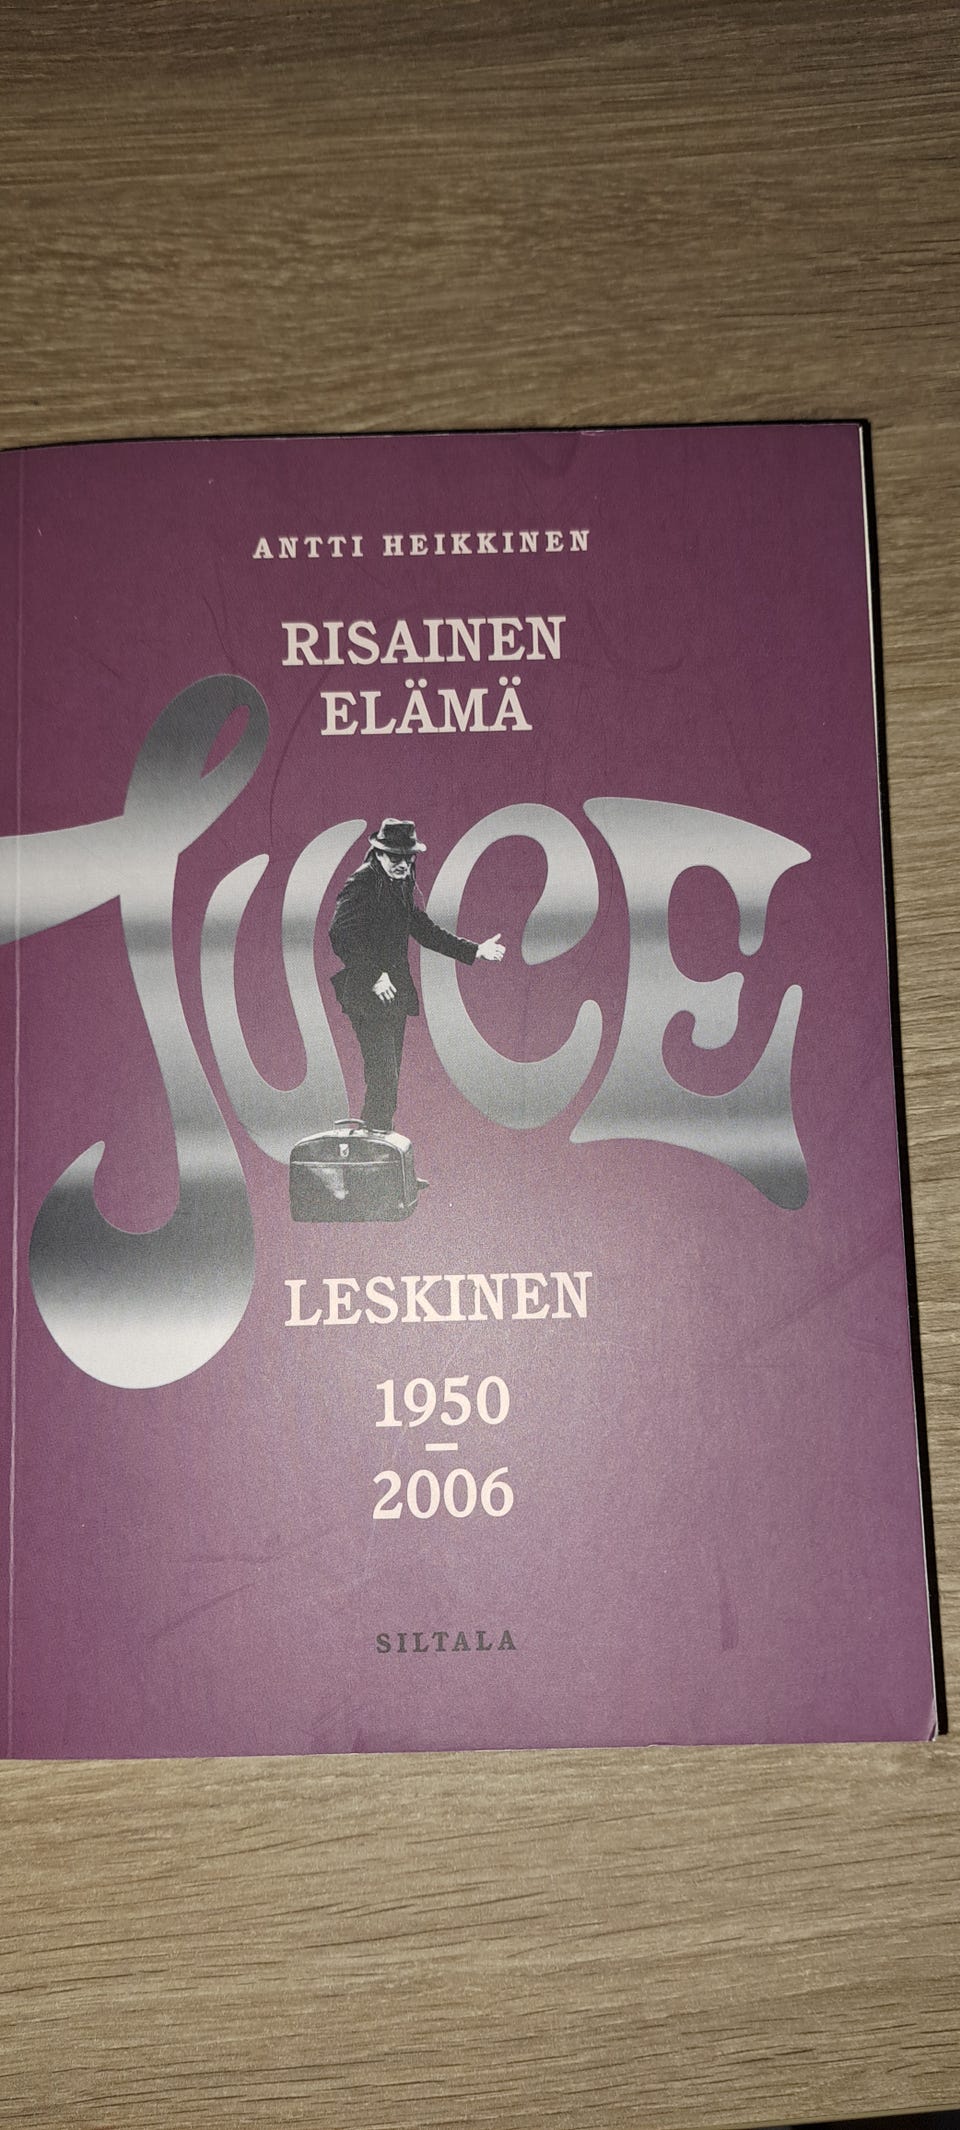 ANTTI HEIKKINEN
RISAINEN
ELÄMÄ
JUICE
LESKINEN
1950
–
2006
SILTALA